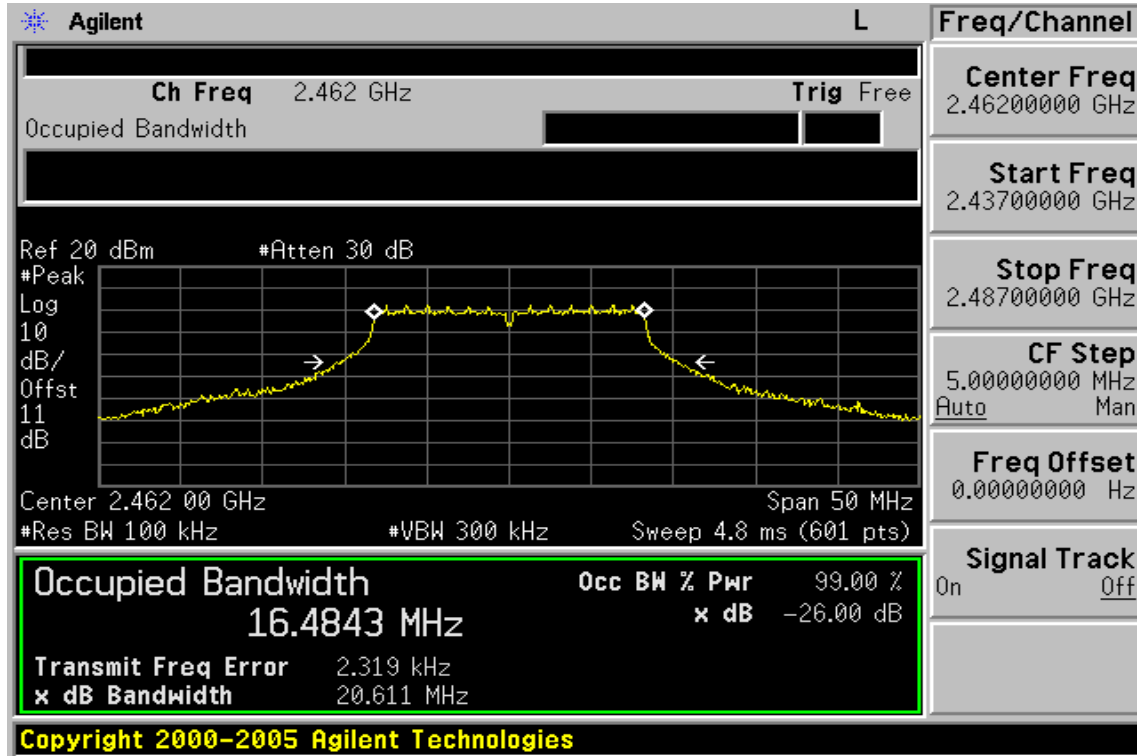 Agilent L
Ch Freq 2.462 GHz Trig Free
Occupied Bandwidth
Ref 20 dBm #Atten 30 dB
#Peak
Log
10
dB/
Offst
11
dB
Center 2.462 00 GHz Span 50 MHz
#Res BW 100 kHz #VBW 300 kHz Sweep 4.8 ms (601 pts)
Occupied Bandwidth Occ BW % Pwr 99.00 %
16.4843 MHz x dB -26.00 dB
Transmit Freq Error 2.319 kHz
x dB Bandwidth 20.611 MHz
Copyright 2000-2005 Agilent Technologies
Freq/Channel
Center Freq
2.46200000 GHz
Start Freq
2.43700000 GHz
Stop Freq
2.48700000 GHz
CF Step
5.00000000 MHz
Auto Man
Freq Offset
0.00000000 Hz
Signal Track
On Off